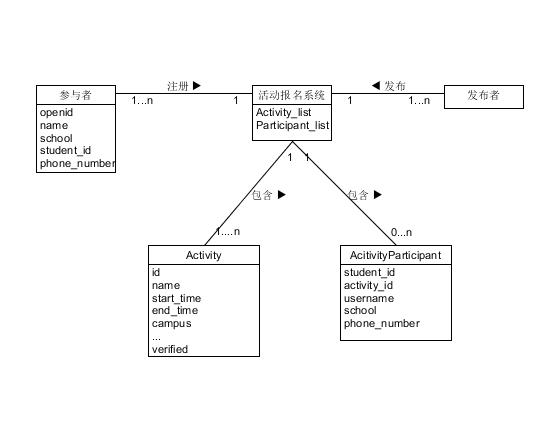 注册 ▶
◀ 发布
参与者
1...n
1
活动报名系统
1
1...n
发布者
openid
name
school
student_id
phone_number
Activity_list
Participant_list
1
1
包含 ▶
包含 ▶
1....n
0...n
Activity
id
name
start_time
end_time
campus
...
verified
AcitivityParticipant
student_id
activity_id
username
school
phone_number